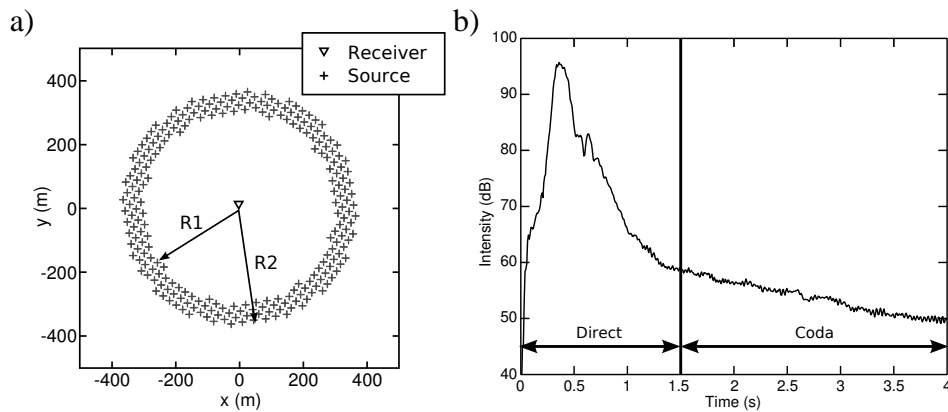 a)
Receiver
Source
400
200
0
-200
-400
y (m)
R1
R2
-500
-400
-200
0
200
400
500
x (m)
b)
100
90
80
70
60
50
40
Intensity (dB)
Direct
Coda
0
0.5
1
1.5
2
2.5
3
3.5
4
Time (s)